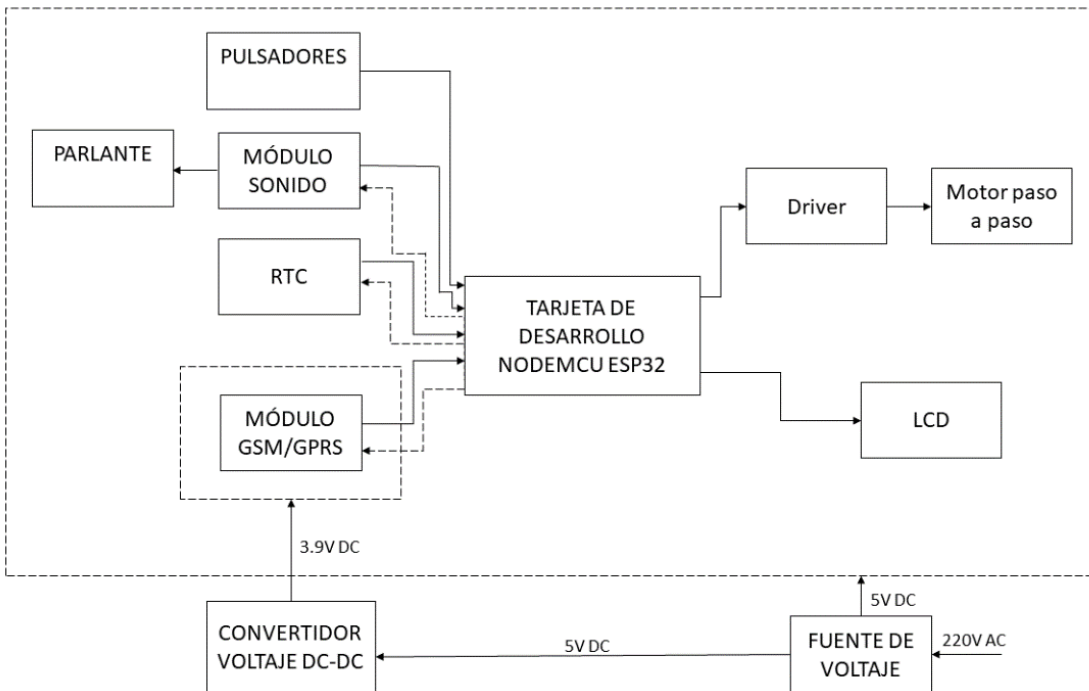 PULSADORES
PARLANTE
MÓDULO
SONIDO
Driver
Motor paso
a paso
RTC
TARJETA DE
DESARROLLO
NODEMCU ESP32
MÓDULO
GSM/GPRS
LCD
3.9V DC
5V DC
CONVERTIDOR
VOLTAJE DC-DC
5V DC
FUENTE DE
VOLTAJE
220V AC